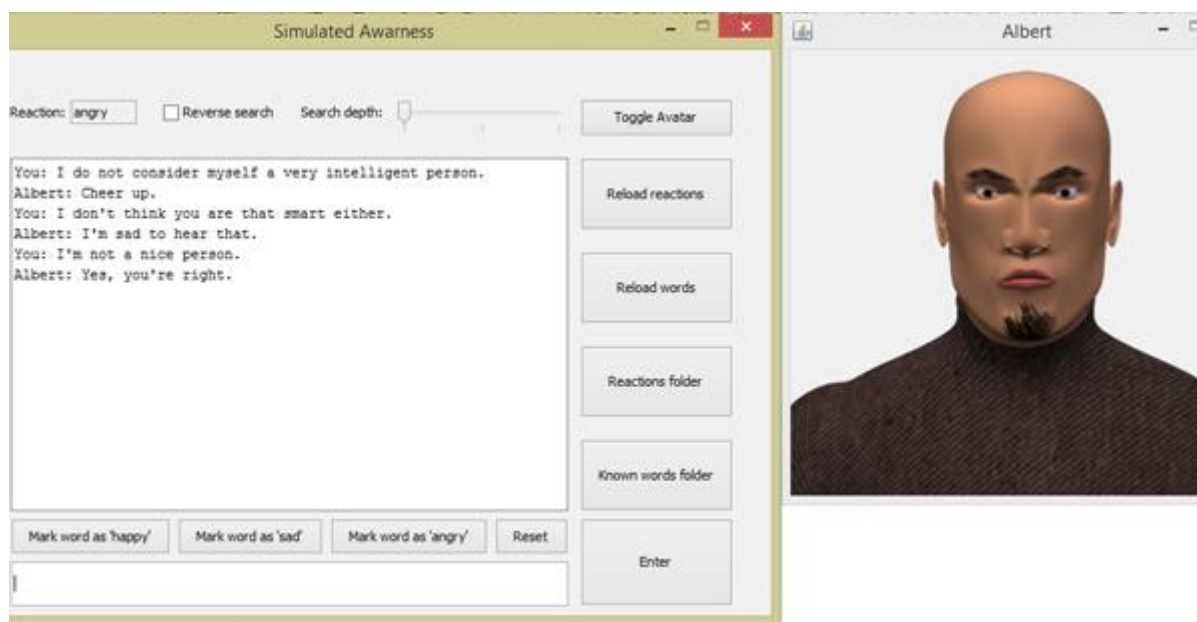 Simulated Awarness
Albert
Reaction: angry Reverse search Search depth:
Toggle Avatar
You: I do not consider myself a very intelligent person.
Albert: Cheer up.
You: I don't think you are that smart either.
Albert: I'm sad to hear that.
You: I'm not a nice person.
Albert: Yes, you're right.
Reload reactions
Reload words
Reactions folder
Known words folder
Mark word as 'happy' Mark word as 'sad' Mark word as 'angry' Reset
Enter